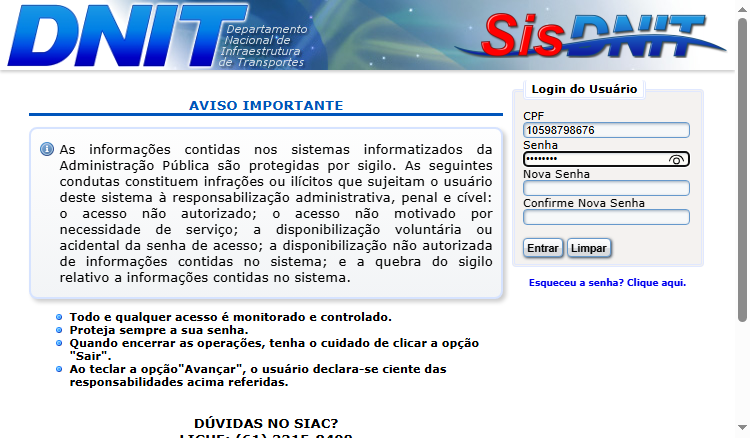 DNIT Departamento
Nacional de
Infraestrutura
de Transportes
SisDNIT
AVISO IMPORTANTE
As informações contidas nos sistemas informatizados da
Administração Pública são protegidas por sigilo. As seguintes
condutas constituem infrações ou ilícitos que sujeitam o usuário
deste sistema à responsabilização administrativa, penal e cível:
o acesso não autorizado; o acesso não motivado por
necessidade de serviço; a disponibilização voluntária ou
acidental da senha de acesso; a disponibilização não autorizada
de informações contidas no sistema; e a quebra do sigilo
relativo a informações contidas no sistema.
Todo e qualquer acesso é monitorado e controlado.
Proteja sempre a sua senha.
Quando encerrar as operações, tenha o cuidado de clicar a opção
"Sair".
Ao teclar a opção"Avançar", o usuário declara-se ciente das
responsabilidades acima referidas.
DÚVIDAS NO SIAC?
LIGUE: (61) 3315-8409
Login do Usuário
CPF
10598798676
Senha
••••••••
Nova Senha
Confirme Nova Senha
Entrar Limpar
Esqueceu a senha? Clique aqui.